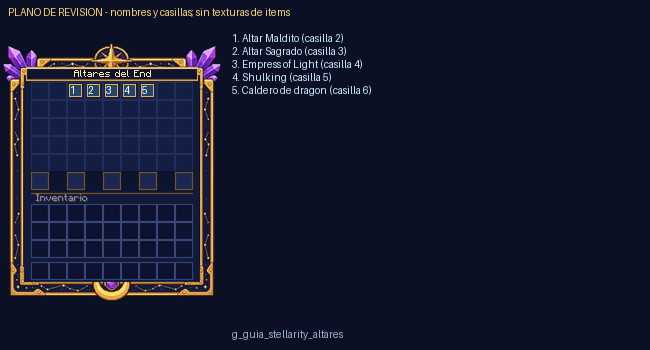 PLANO DE REVISION - nombres y casillas; sin texturas de items
1. Altar Maldito (casilla 2)
2. Altar Sagrado (casilla 3)
3. Empress of Light (casilla 4)
4. Shulking (casilla 5)
5. Caldero de dragon (casilla 6)
Altares del End
1 2 3 4 5
Inventario
g_guia_stellarity_altares